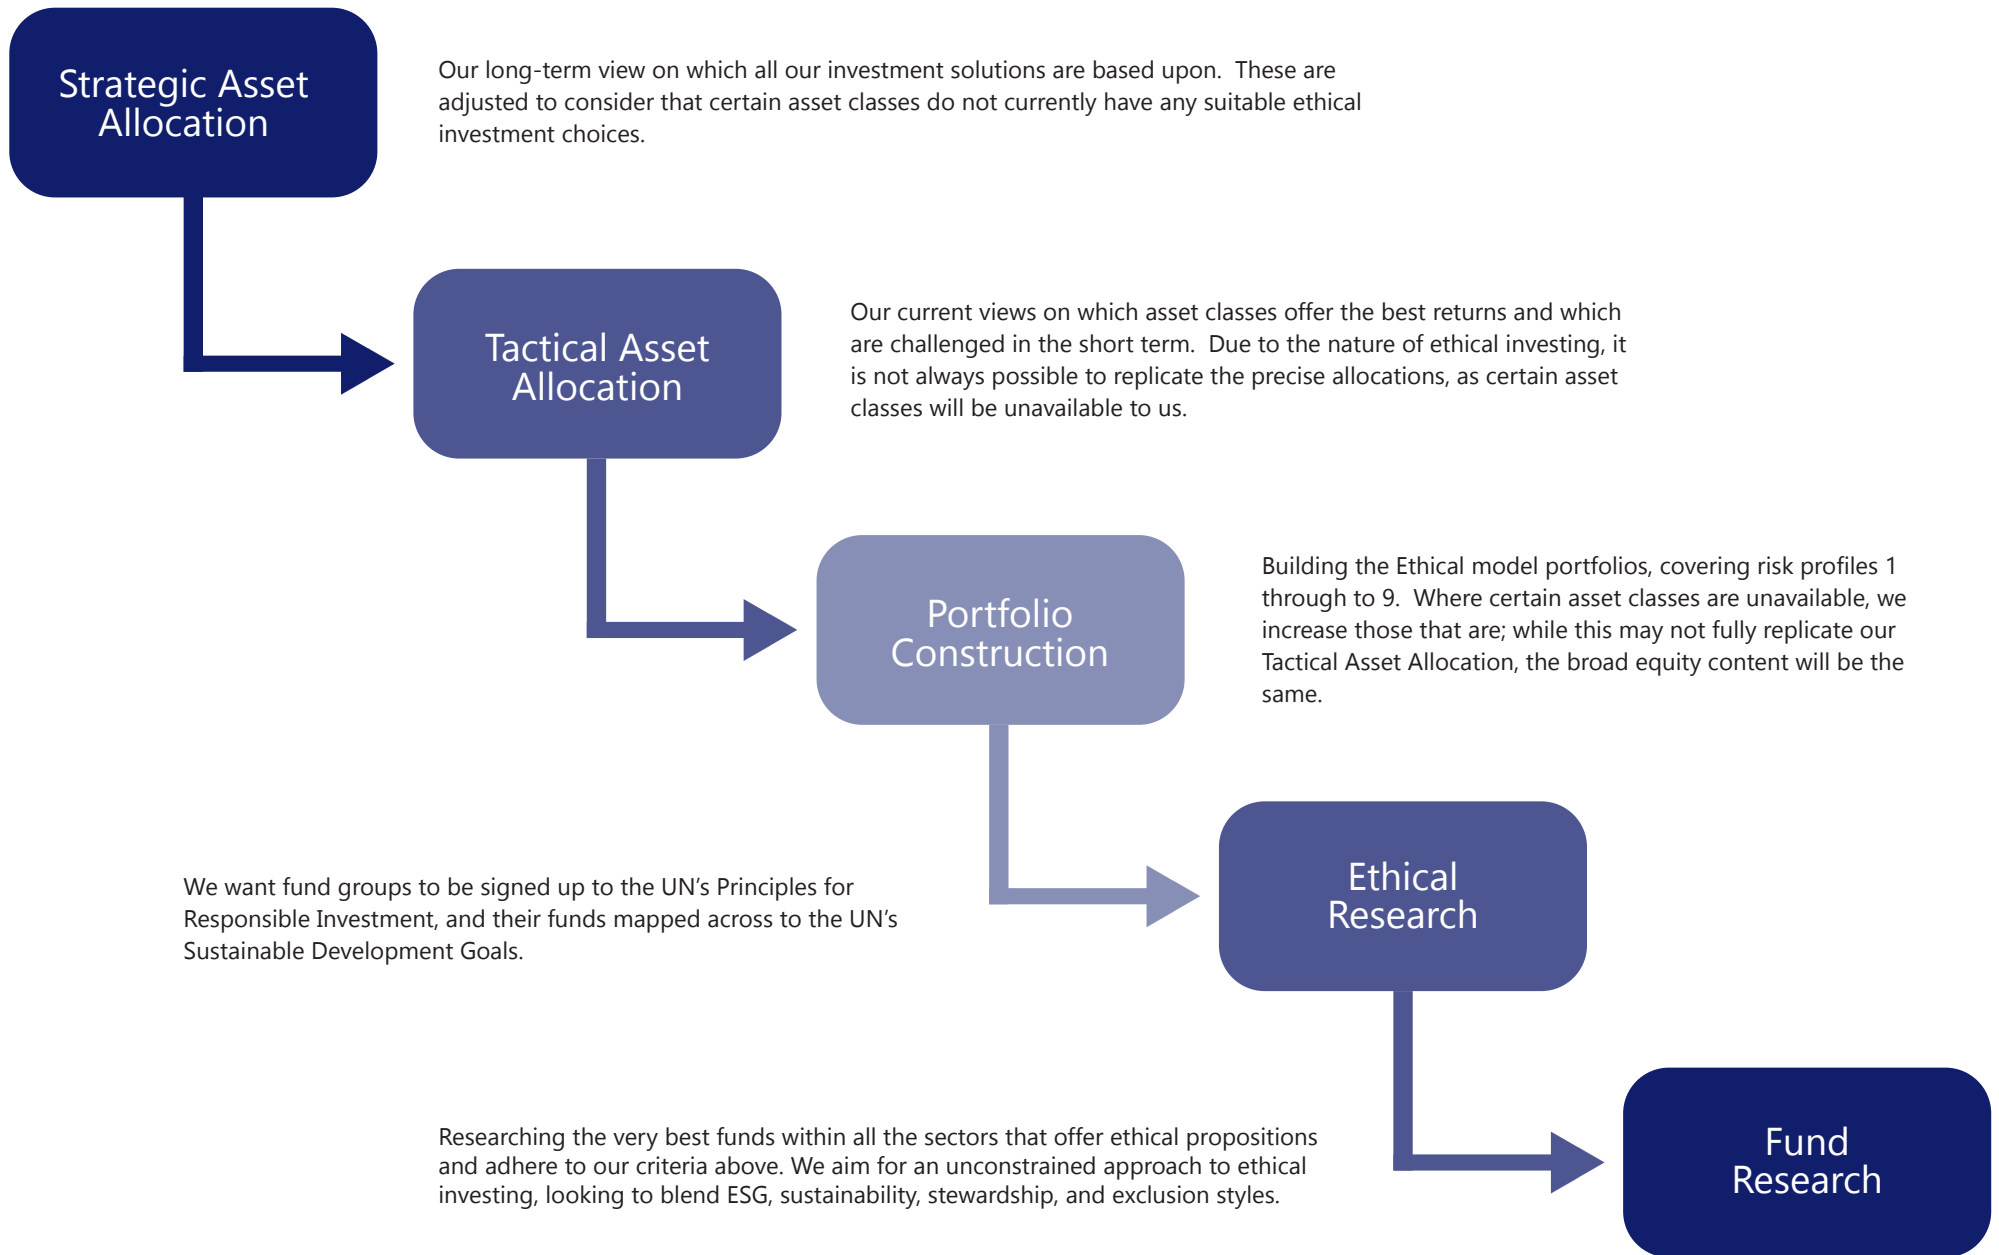 Strategic Asset
Allocation
Our long-term view on which all our investment solutions are based upon.  These are
adjusted to consider that certain asset classes do not currently have any suitable ethical
investment choices.
Tactical Asset
Allocation
Our current views on which asset classes offer the best returns and which
are challenged in the short term.  Due to the nature of ethical investing, it
is not always possible to replicate the precise allocations, as certain asset
classes will be unavailable to us.
Portfolio
Construction
Building the Ethical model portfolios, covering risk profiles 1
through to 9.  Where certain asset classes are unavailable, we
increase those that are; while this may not fully replicate our
Tactical Asset Allocation, the broad equity content will be the
same.
Ethical
Research
We want fund groups to be signed up to the UN’s Principles for
Responsible Investment, and their funds mapped across to the UN’s
Sustainable Development Goals.
Fund
Research
Researching the very best funds within all the sectors that offer ethical propositions
and adhere to our criteria above. We aim for an unconstrained approach to ethical
investing, looking to blend ESG, sustainability, stewardship, and exclusion styles.